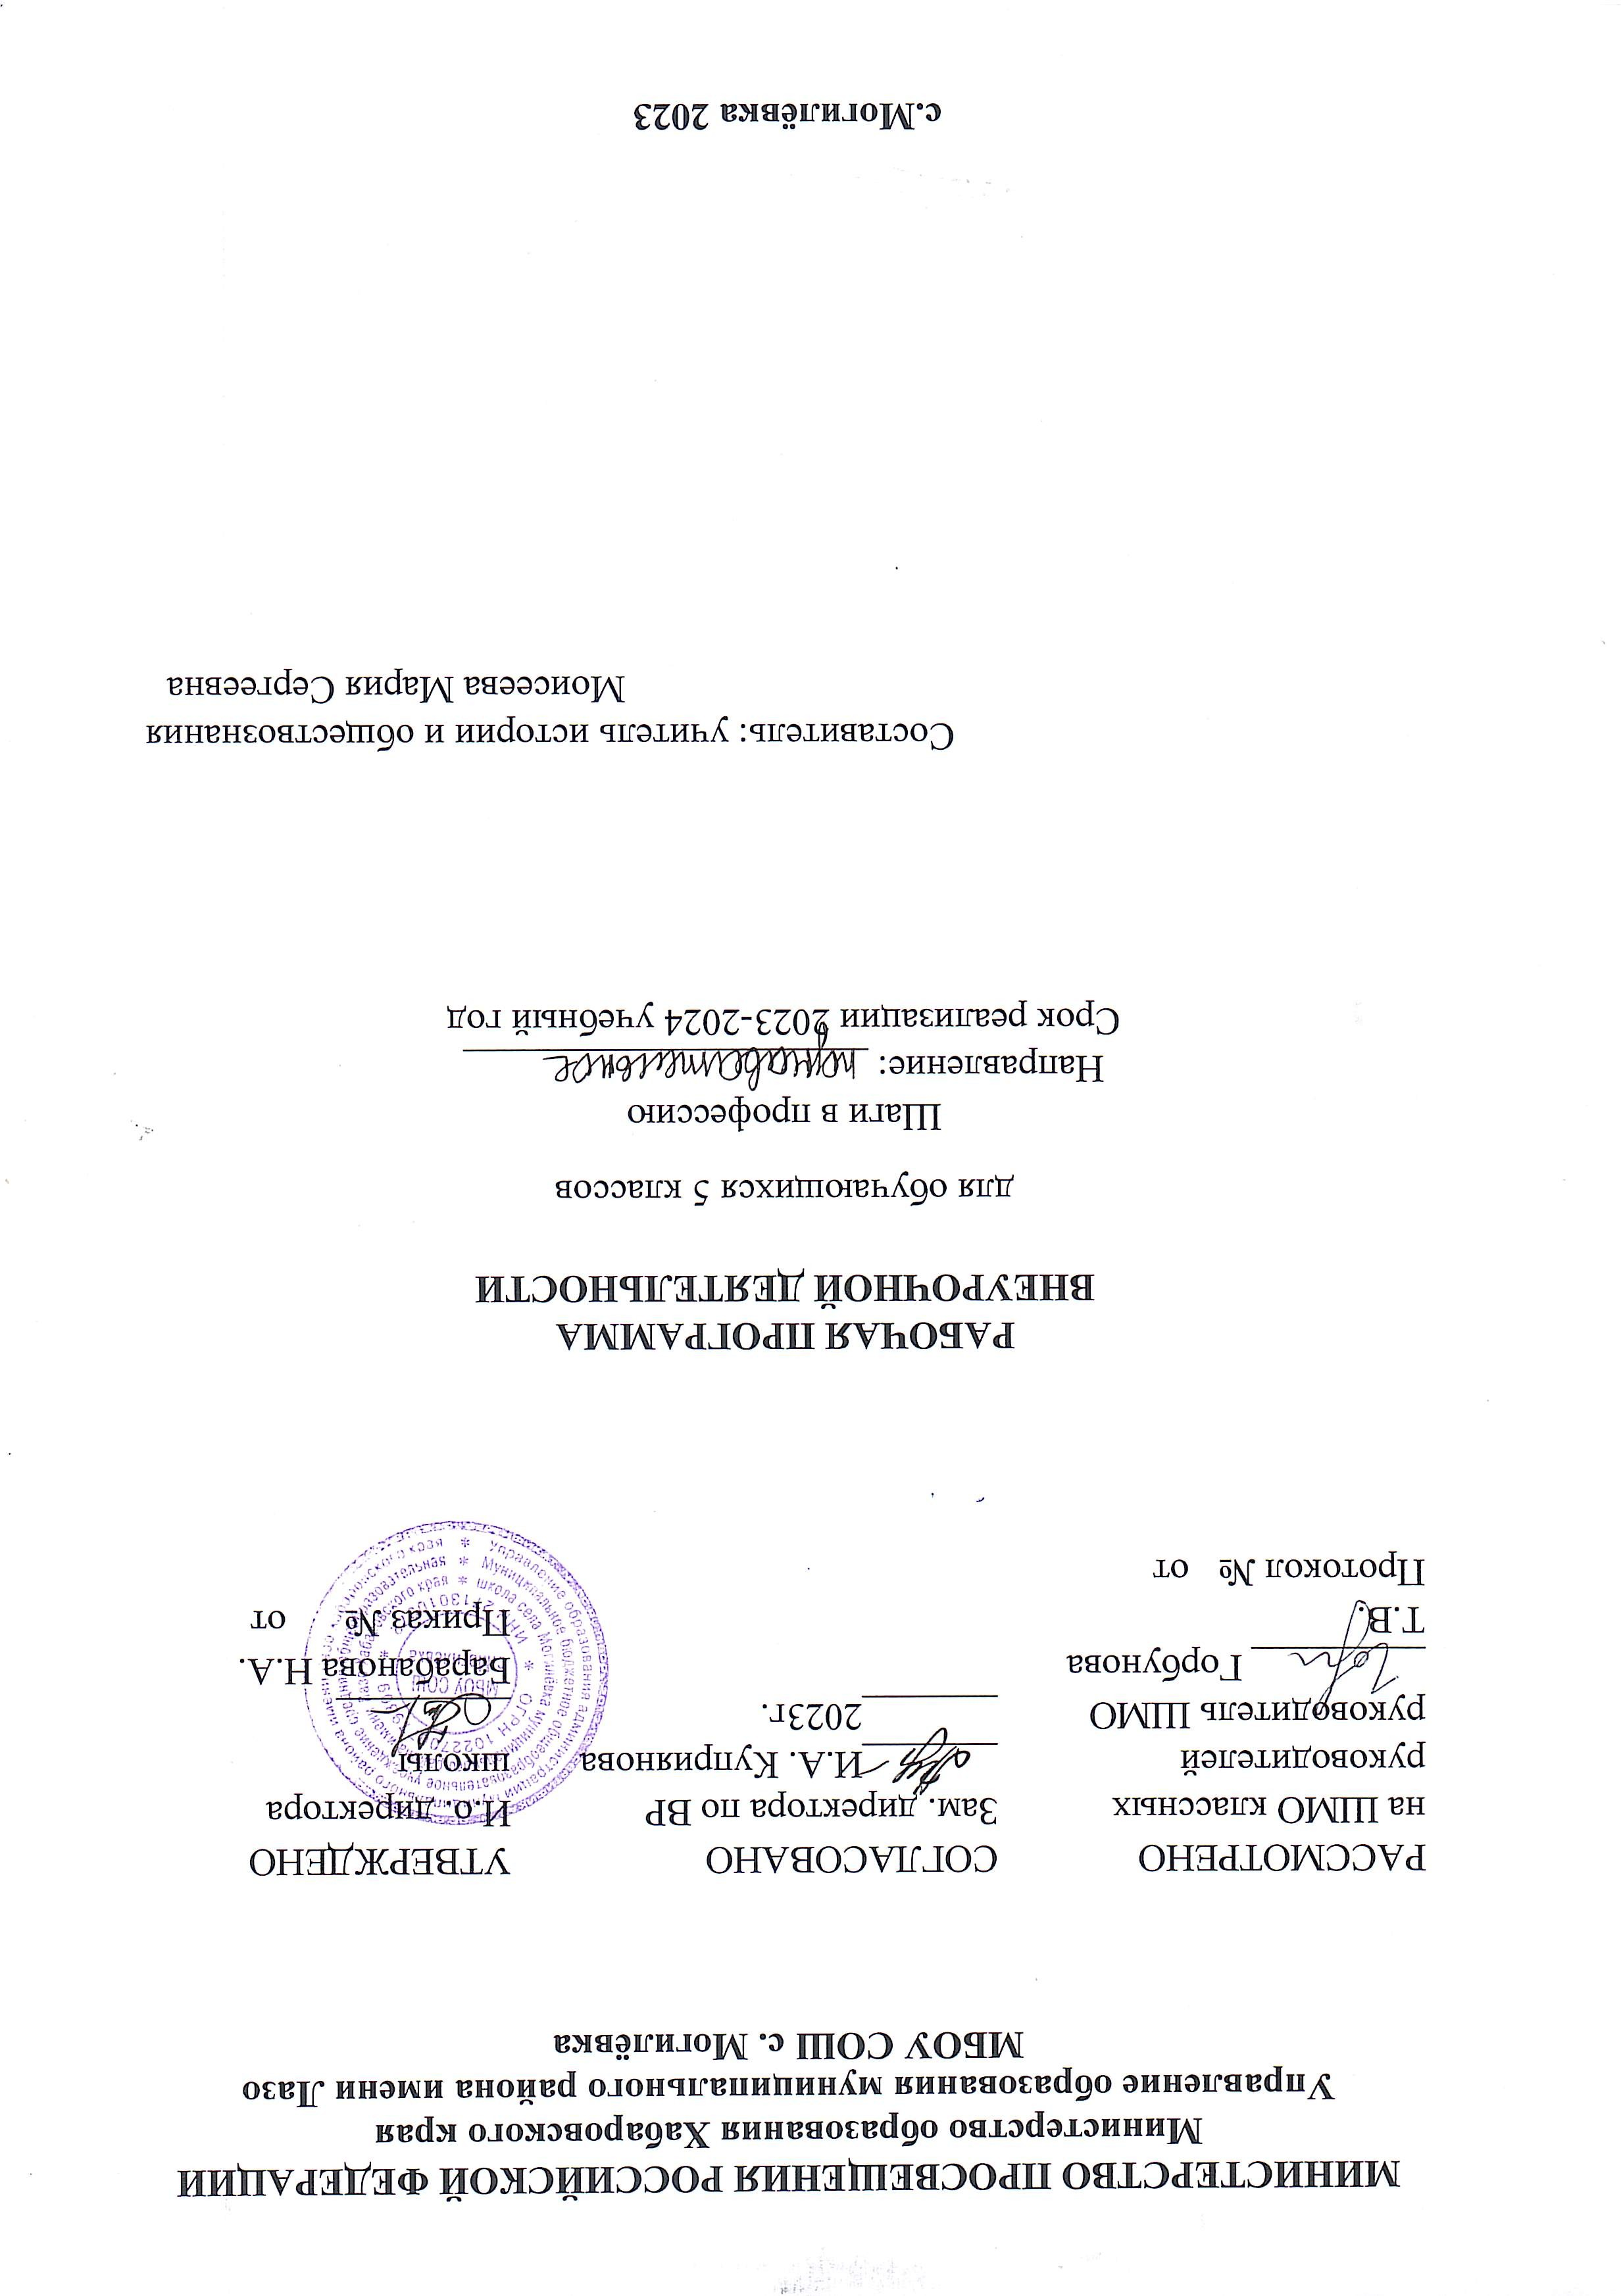 МИНИСТЕРСТВО ПРОСВЕЩЕНИЯ РОССИЙСКОЙ ФЕДЕРАЦИИ
Министерство образования Хабаровского края
Управление образования муниципального района имени Лазо
МБОУ СОШ с. Могилёвка
РАССМОТРЕНО
на ШМО классных
руководителей
руководитель ШМО
Горбунова
Т.В.
Протокол № от
СОГЛАСОВАНО
Зам. директора по ВР
И.А. Куприянова
2023г.
УТВЕРЖДЕНО
И.о. директора
школы
Барабанова Н.А.
Приказ № от
МБОУ СОШ
РАБОЧАЯ ПРОГРАММА
ВНЕУРОЧНОЙ ДЕЯТЕЛЬНОСТИ
для обучающихся 5 классов
Шаги в профессию
Направление: познавательное
Срок реализации 2023-2024 учебный год
Составитель: учитель истории и обществознания
Моисеева Мария Сергеевна
с.Могилёвка 2023